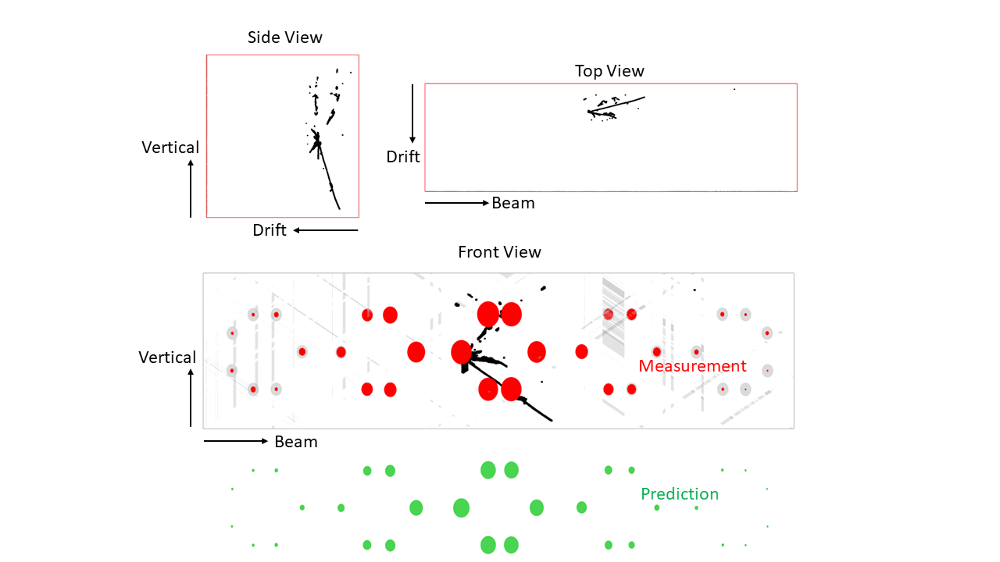 Side View
Top View
Vertical
Drift
Beam
Drift
Front View
Vertical
Measurement
Beam
Prediction